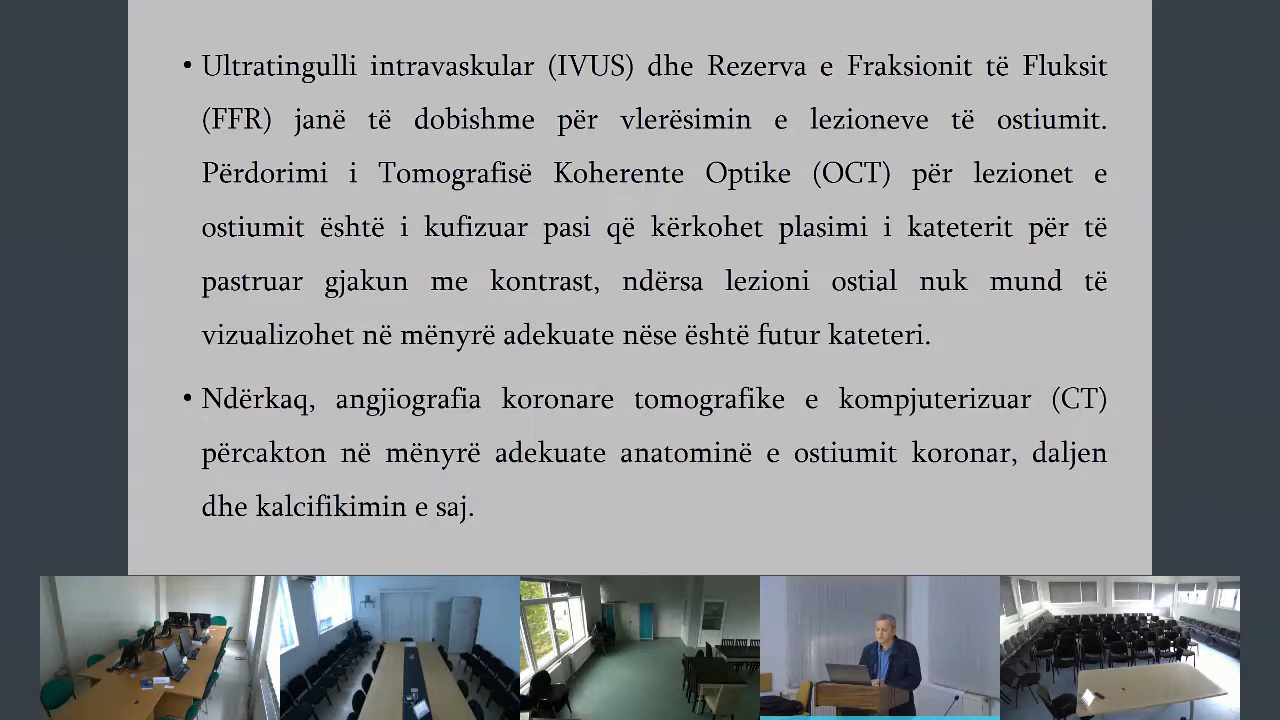 • Ultratingulli intravaskular (IVUS) dhe Rezerva e Fraksionit të Fluksit
(FFR) janë të dobishme për vlerësimin e lezioneve të ostiumit.
Përdorimi i Tomografisë Koherente Optike (OCT) për lezionet e
ostiumit është i kufizuar pasi që kërkohet plasimi i kateterit për të
pastruar gjakun me kontrast, ndërsa lezioni ostial nuk mund të
vizualizohet në mënyrë adekuate nëse është futur kateteri.
• Ndërkaq, angjiografia koronare tomografike e kompjuterizuar (CT)
përcakton në mënyrë adekuate anatominë e ostiumit koronar, daljen
dhe kalcifikimin e saj.